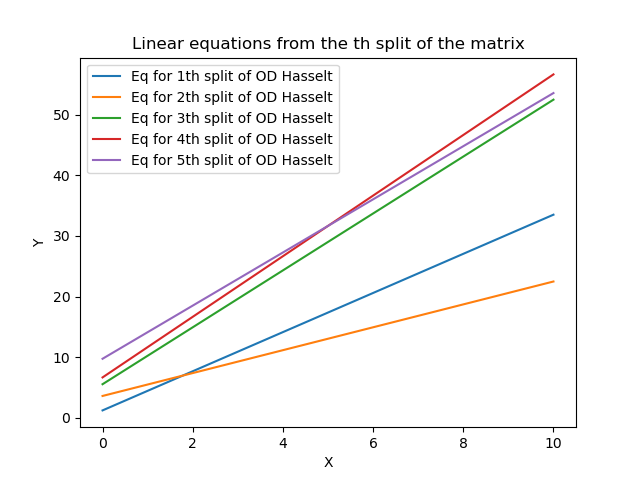 Linear equations from the th split of the matrix
Eq for 1th split of OD Hasselt
Eq for 2th split of OD Hasselt
Eq for 3th split of OD Hasselt
Eq for 4th split of OD Hasselt
Eq for 5th split of OD Hasselt
50
40
30
20
10
0
Y
0 2 4 6 8 10
X